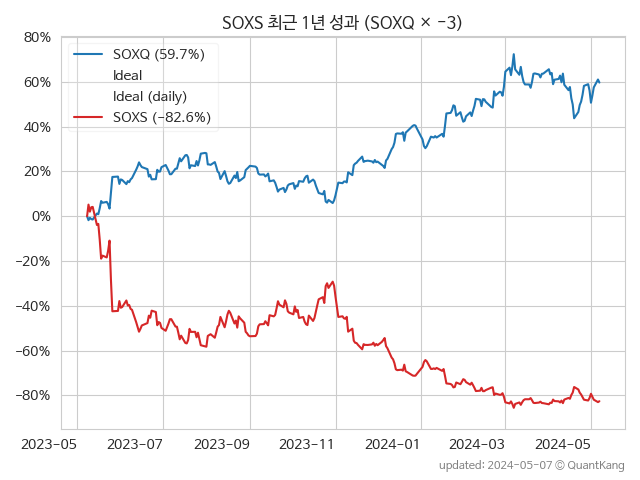 SOXS 최근 1년 성과 (SOXQ × −3)
80%
60%
40%
20%
0%
−20%
−40%
−60%
−80%
SOXQ (59.7%)
Ideal
Ideal (daily)
SOXS (−82.6%)
2023-05
2023-07
2023-09
2023-11
2024-01
2024-03
2024-05
updated: 2024-05-07 @ QuantKang